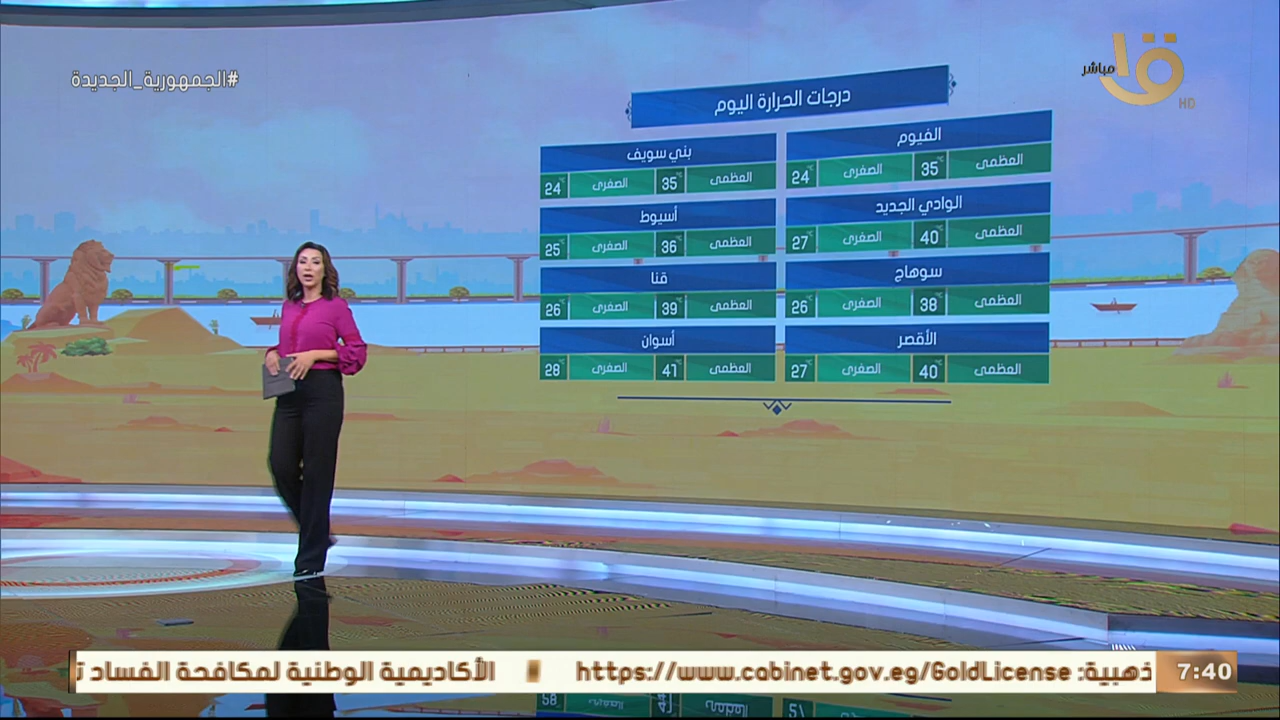 #الجمهورية_الجديدة
مباشر
HD
درجات الحرارة اليوم
الفيوم
العظمى 35°c الصغرى 24°c
بني سويف
العظمى 35°c الصغرى 24°c
الوادي الجديد
العظمى 40°c الصغرى 27°c
أسيوط
العظمى 36°c الصغرى 25°c
سوهاج
العظمى 38°c الصغرى 26°c
قنا
العظمى 39°c الصغرى 26°c
الأقصر
العظمى 40°c الصغرى 27°c
أسوان
العظمى 41°c الصغرى 28°c
7:40
ذهبية: https://www.cabinet.gov.eg/GoldLicense الأكاديمية الوطنية لمكافحة الفساد